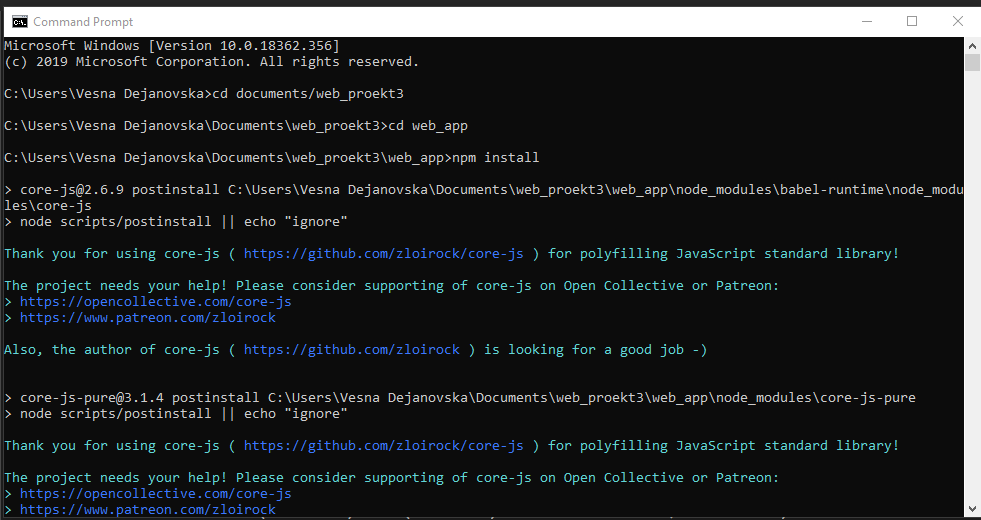 Command Prompt
Microsoft Windows [Version 10.0.18362.356]
(c) 2019 Microsoft Corporation. All rights reserved.
C:\Users\Vesna Dejanovska>cd documents/web_proekt3
C:\Users\Vesna Dejanovska\Documents\web_proekt3>cd web_app
C:\Users\Vesna Dejanovska\Documents\web_proekt3\web_app>npm install
> core-js@2.6.9 postinstall C:\Users\Vesna Dejanovska\Documents\web_proekt3\web_app\node_modules\babel-runtime\node_modu
les\core-js
> node scripts/postinstall || echo "ignore"
Thank you for using core-js ( https://github.com/zloirock/core-js ) for polyfilling JavaScript standard library!
The project needs your help! Please consider supporting of core-js on Open Collective or Patreon:
> https://opencollective.com/core-js
> https://www.patreon.com/zloirock
Also, the author of core-js ( https://github.com/zloirock ) is looking for a good job -)
> core-js-pure@3.1.4 postinstall C:\Users\Vesna Dejanovska\Documents\web_proekt3\web_app\node_modules\core-js-pure
> node scripts/postinstall || echo "ignore"
Thank you for using core-js ( https://github.com/zloirock/core-js ) for polyfilling JavaScript standard library!
The project needs your help! Please consider supporting of core-js on Open Collective or Patreon:
> https://opencollective.com/core-js
> https://www.patreon.com/zloirock